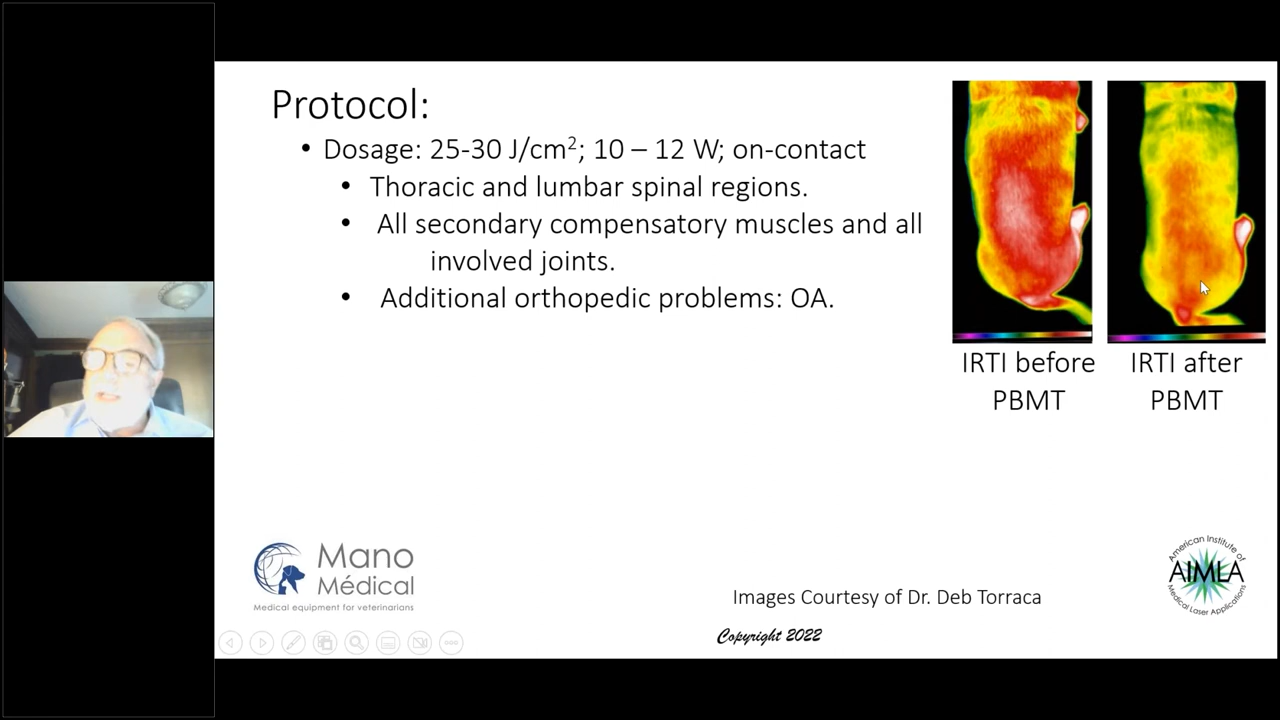 Protocol:
• Dosage: 25-30 J/cm²; 10 – 12 W; on-contact
• Thoracic and lumbar spinal regions.
• All secondary compensatory muscles and all
involved joints.
• Additional orthopedic problems: OA.
IRTI before
PBMT
IRTI after
PBMT
Mano
Médical
Medical equipment for veterinarians
Images Courtesy of Dr. Deb Torraca
Copyright 2022
American Institute of
AIMLA
Medical Laser Applications